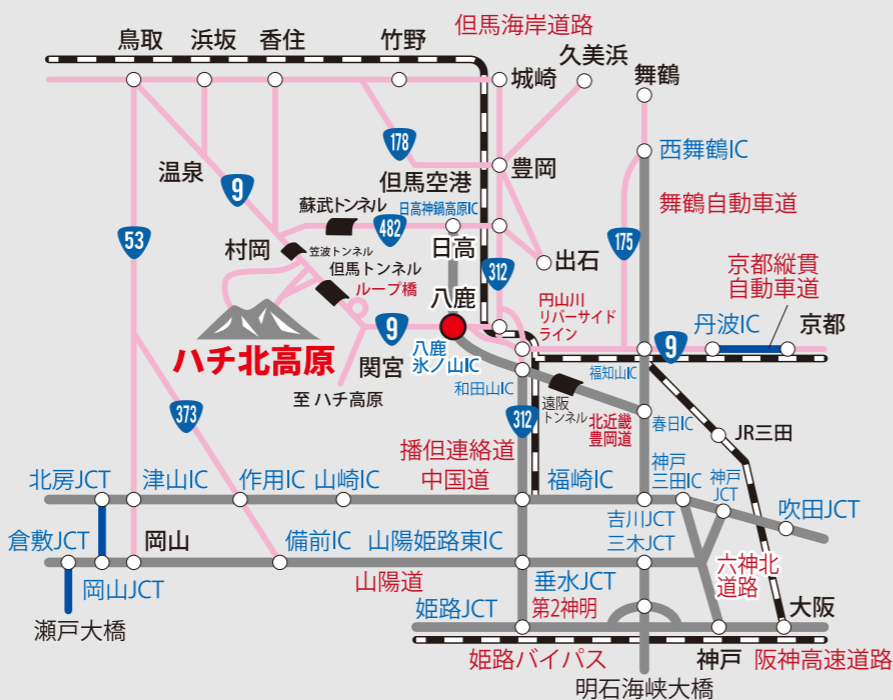 但馬海岸道路
鳥取
浜坂
香住
竹野
久美浜
城崎
舞鶴
178
温泉
豊岡
西舞鶴IC
但馬空港
9
蘇武トンネル
日高神鍋高原IC
舞鶴自動車道
53
482
175
村岡
笠波トンネル
日高
出石
但馬トンネル
312
京都縦貫
自動車道
ループ橋
八鹿
円山川
リバーサイド
ライン
丹波IC
京都
ハチ北高原
9
関宮
八鹿
氷ノ山IC
9
福知山IC
至 ハチ高原
和田山IC
遠阪
トンネル
373
312
北近畿
豊岡道
春日IC
JR三田
播但連絡道
北房JCT
津山IC
作用IC
山崎IC
中国道
福崎IC
神戸
三田IC
神戸
JCT
吹田JCT
吉川JCT
倉敷JCT
岡山
備前IC
山陽姫路東IC
三木JCT
岡山JCT
山陽道
垂水JCT
六神北
道路
姫路JCT
第2神明
大阪
瀬戸大橋
姫路バイパス
神戸
阪神高速道路
明石海峡大橋